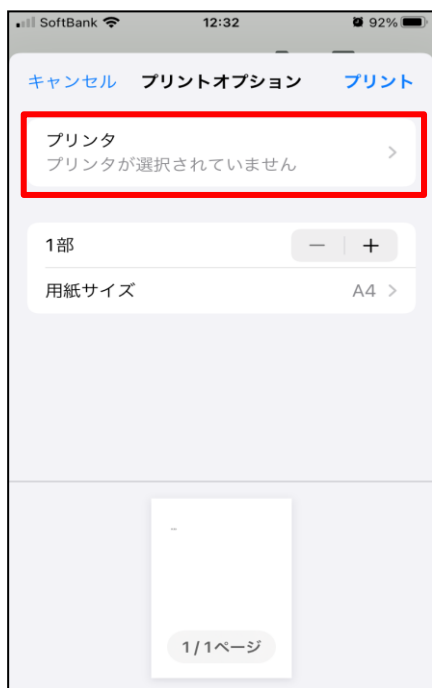 SoftBank 12:32 92%
キャンセル プリントオプション プリント
プリンタ
プリンタが選択されていません
1部 − +
用紙サイズ A4
1/1ページ